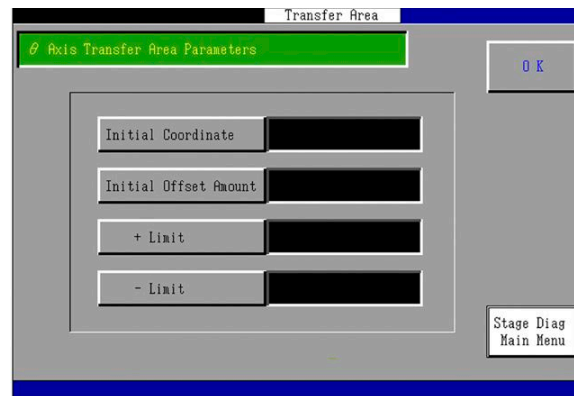 Transfer Area
θ Axis Transfer Area Parameters
O K
Initial Coordinate
Initial Offset Amount
+ Limit
- Limit
Stage Diag
Main Menu